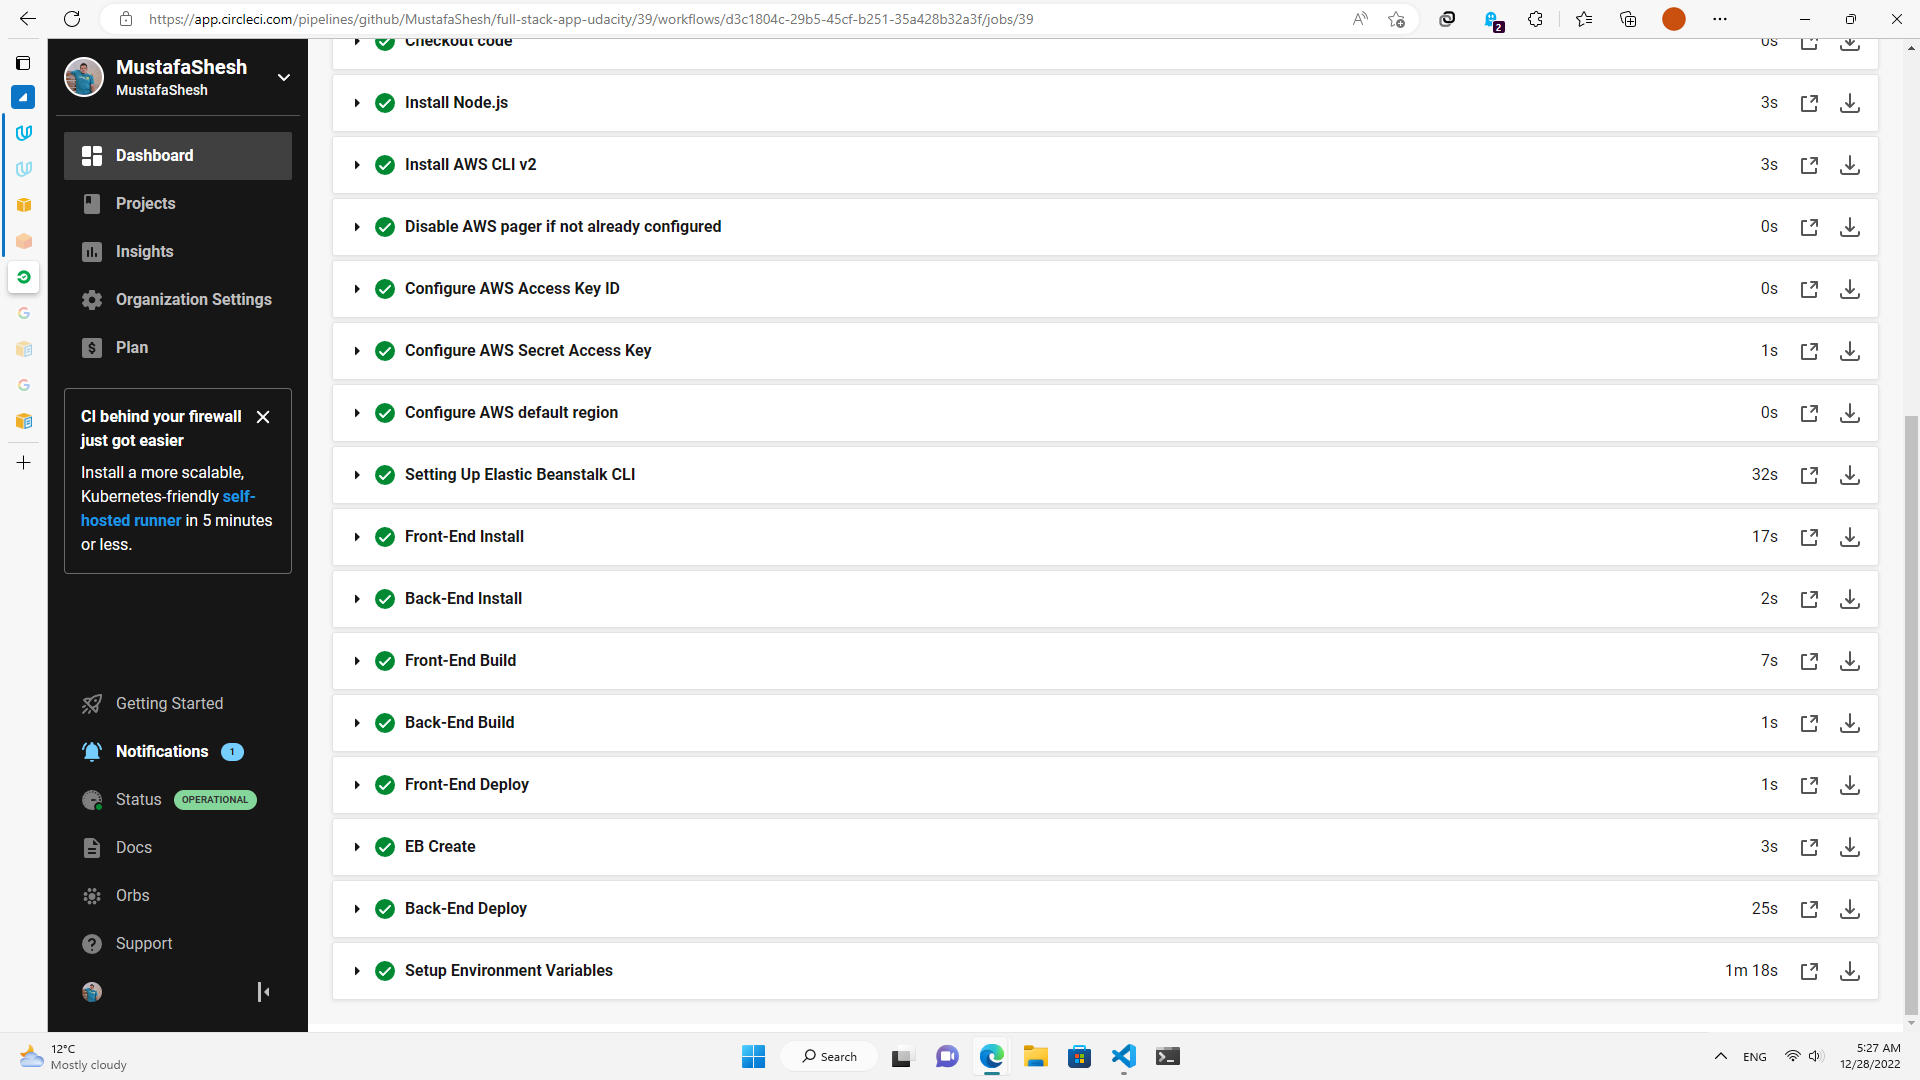 https://app.circleci.com/pipelines/github/MustafaShesh/full-stack-app-udacity/39/workflows/d3c1804c-29b5-45cf-b251-35a428b32a3f/jobs/39
2
MustafaShesh
MustafaShesh
Dashboard
Projects
Insights
Organization Settings
Plan
CI behind your firewall
just got easier
Install a more scalable,
Kubernetes-friendly self-
hosted runner in 5 minutes
or less.
Getting Started
Notifications 1
Status OPERATIONAL
Docs
Orbs
Support
Checkout code 0s
Install Node.js 3s
Install AWS CLI v2 3s
Disable AWS pager if not already configured 0s
Configure AWS Access Key ID 0s
Configure AWS Secret Access Key 1s
Configure AWS default region 0s
Setting Up Elastic Beanstalk CLI 32s
Front-End Install 17s
Back-End Install 2s
Front-End Build 7s
Back-End Build 1s
Front-End Deploy 1s
EB Create 3s
Back-End Deploy 25s
Setup Environment Variables 1m 18s
12°C
Mostly cloudy
Search
ENG
5:27 AM
12/28/2022